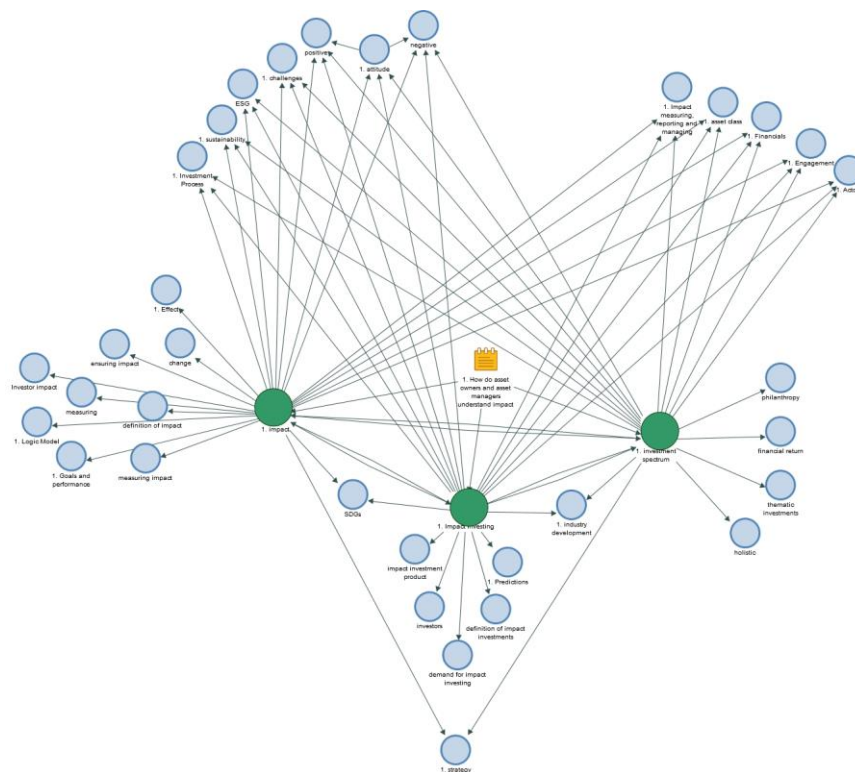 positives
negative
1. attitude
1. challenges
ESG
1. sustainability
1. Investment
Process
1. Impact
measuring,
reporting and
managing
1. asset class
1. Financials
1. Engagement
1. Effects
ensuring impact
change
Investor impact
measuring
definition of impact
1. Logic Model
1. Goals and
performance
measuring impact
1. impact
1. How do asset
owners and asset
managers
understand impact
1. investment
spectrum
philanthropy
financial return
thematic
investments
holistic
SDGs
1. Impact investing
1. industry
development
impact investment
product
1. Predictions
investors
definition of impact
investments
demand for impact
investing
1. strategy